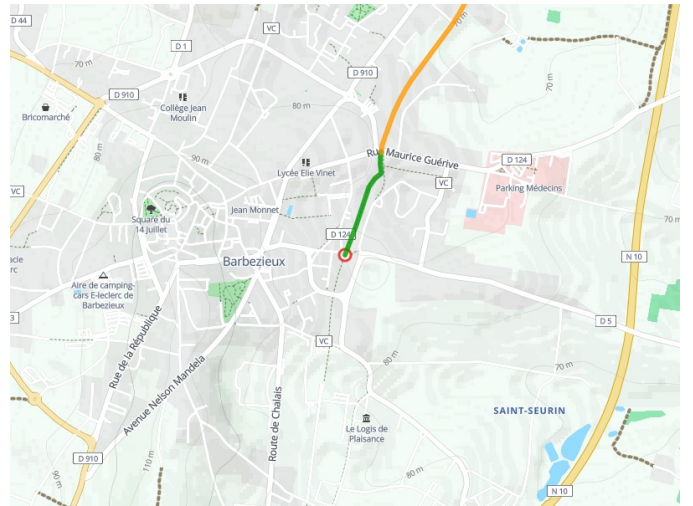 D 44
VC
70 m
D 1
70 m
D 910
D 910
Bricomarché
Collège Jean
Moulin
80 m
80 m
90 m
Rue Maurice Guérive
D 124
Lycée Elie Vinet
VC
VC
Parking Médecins
Jean Monnet
Square du
14 Juillet
70 m
D 124
N 10
acie
rc
Barbezieux
Aire de camping-
cars E-leclerc de
Barbezieux
3
D 5
VC
Rue de la République
80 m
70 m
Avenue Nelson Mandela
Route de Chalais
SAINT-SEURIN
Le Logis de
Plaisance
D 910
110 m
90 m
80 m
N 10